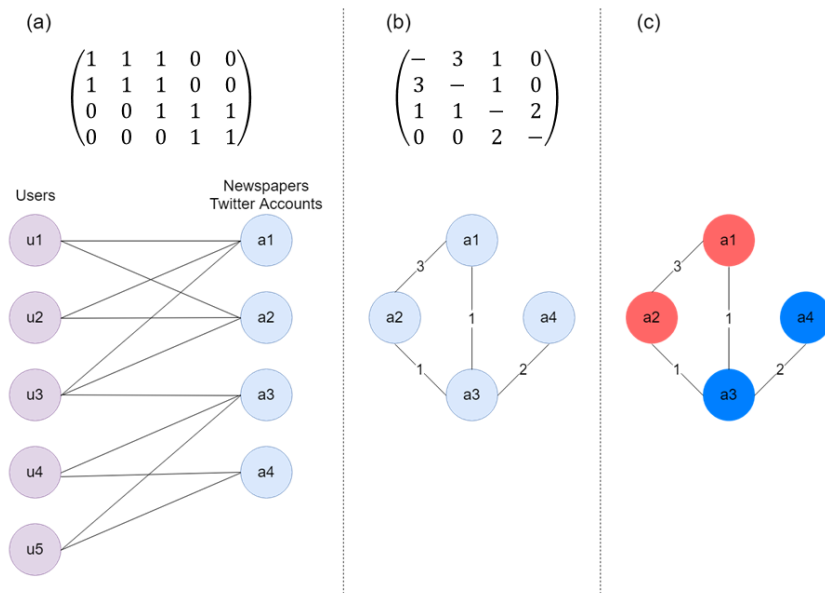 (a)
1 1 1 0 0
1 1 1 0 0
0 0 1 1 1
0 0 0 1 1
Users
Newspapers
Twitter Accounts
u1
a1
u2
a2
u3
a3
u4
a4
u5
(b)
− 3 1 0
3 − 1 0
1 1 − 2
0 0 2 −
a1
3
a2
1
a4
1
2
a3
(c)
a1
3
a2
1
a4
1
2
a3